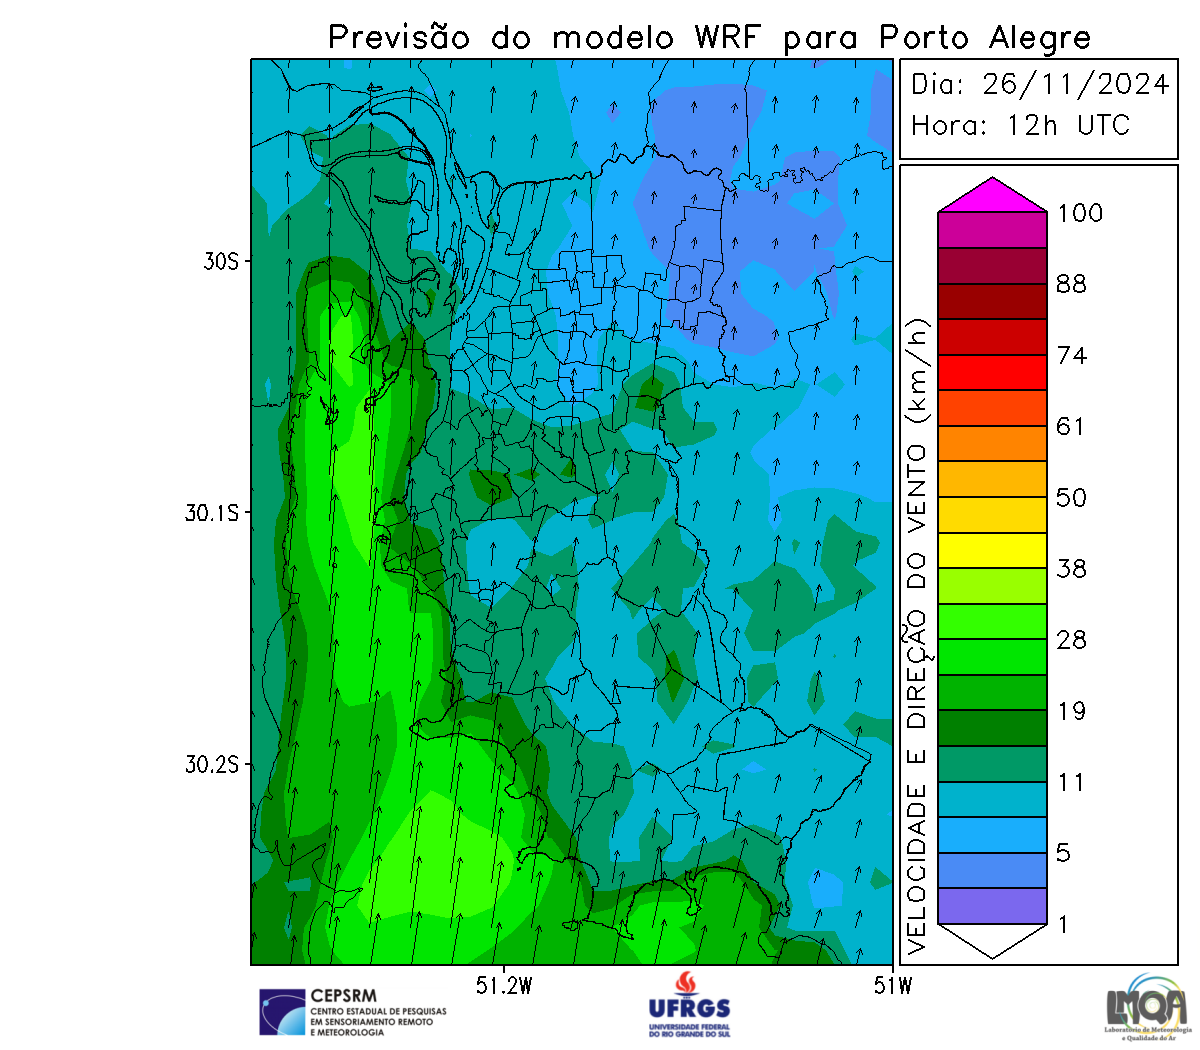 Previsão do modelo WRF para Porto Alegre
Dia: 26/11/2024
Hora: 12h UTC
30S
30.1S
30.2S
51.2W
51W
VELOCIDADE E DIREÇÃO DO VENTO (km/h)
100
88
74
61
50
38
28
19
11
5
1
CEPSRM
CENTRO ESTADUAL DE PESQUISAS
EM SENSORIAMENTO REMOTO
E METEOROLOGIA
UFRGS
UNIVERSIDADE FEDERAL
DO RIO GRANDE DO SUL
LMQA
Laboratório de Meteorologia
e Qualidade do Ar